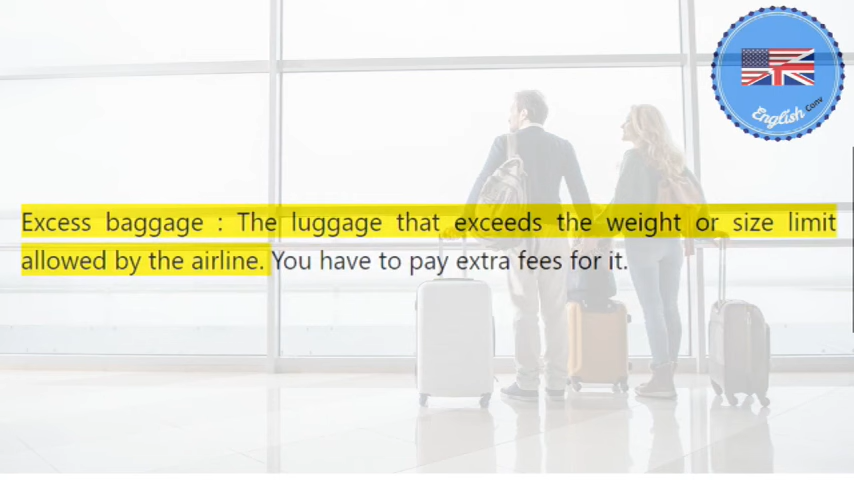 English Conv
Excess baggage : The luggage that exceeds the weight or size limit
allowed by the airline. You have to pay extra fees for it.